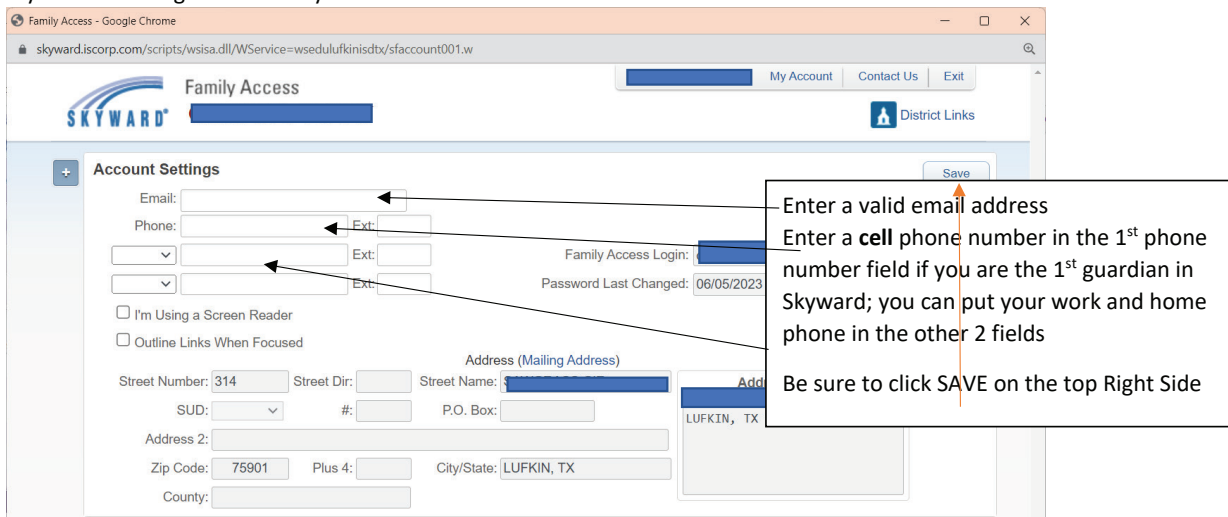 Family Access - Google Chrome
skyward.iscorp.com/scripts/wsisa.dll/WService=wsedulufkinisdtx/sfaccount001.w
SKYWARD® Family Access
My Account Contact Us Exit
District Links
Account Settings
Save
Email:
Phone: Ext:
Ext: Family Access Login:
Ext: Password Last Changed: 06/05/2023
I'm Using a Screen Reader
Outline Links When Focused
Enter a valid email address
Enter a cell phone number in the 1st phone
number field if you are the 1st guardian in
Skyward; you can put your work and home
phone in the other 2 fields
Be sure to click SAVE on the top Right Side
Address (Mailing Address)
Street Number: 314 Street Dir: Street Name:
SUD: #: P.O. Box:
LUFKIN, TX
Address 2:
Zip Code: 75901 Plus 4: City/State: LUFKIN, TX
County: